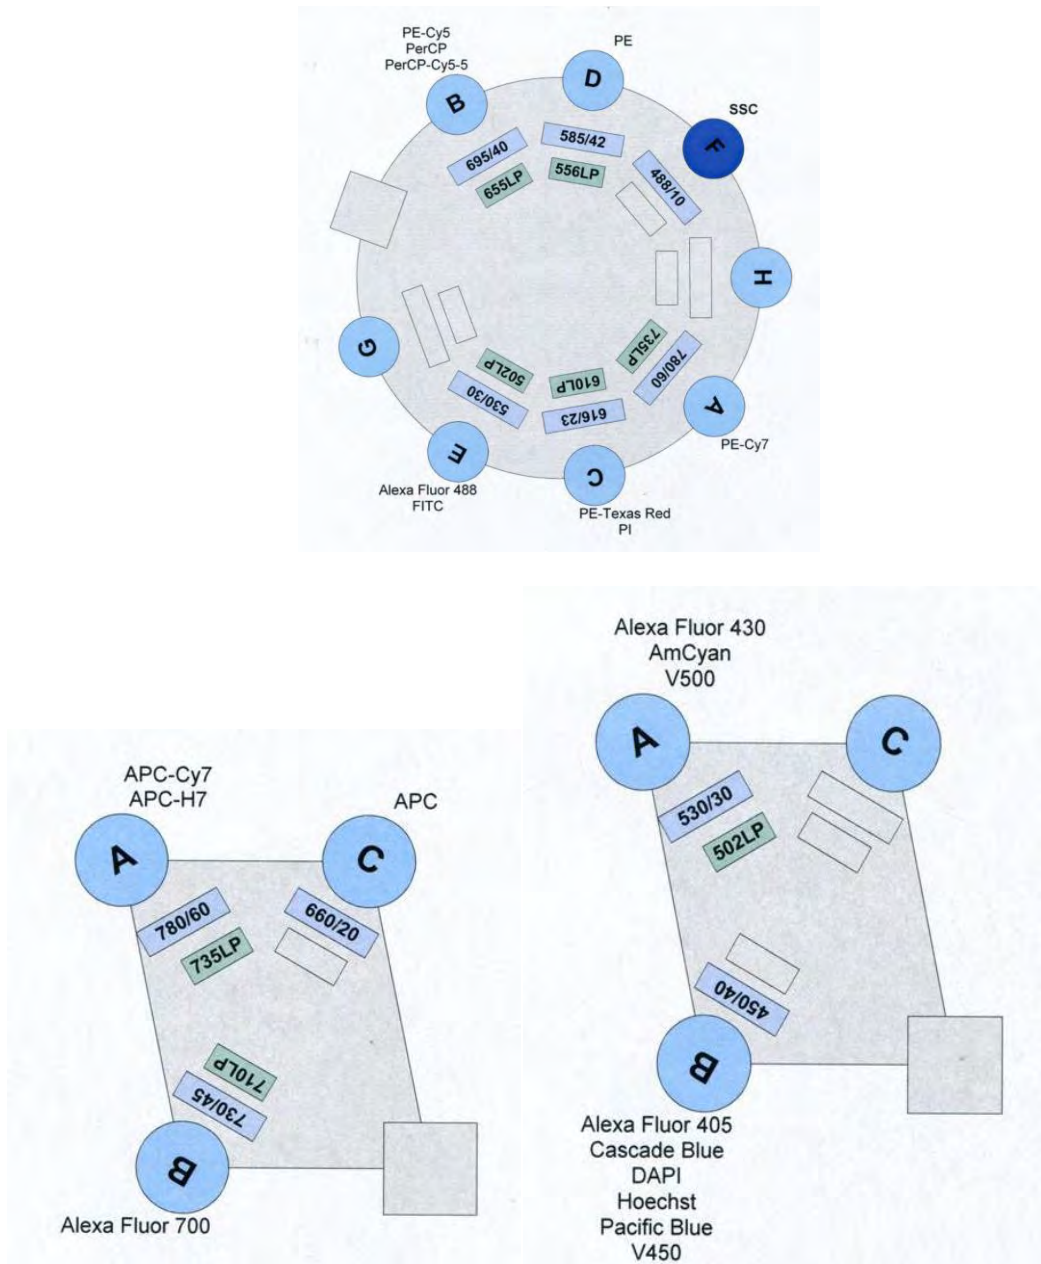 PE-Cy5
PerCP
PerCP-Cy5-5
PE
SSC
B
D
F
695/40
655LP
585/42
556LP
488/10
H
G
502LP
530/30
610LP
616/23
735LP
780/60
E
C
A
PE-Cy7
Alexa Fluor 488
FITC
PE-Texas Red
PI
APC-Cy7
APC-H7
APC
A
C
780/60
735LP
660/20
710LP
730/45
B
Alexa Fluor 700
Alexa Fluor 430
AmCyan
V500
A
C
530/30
502LP
450/40
B
Alexa Fluor 405
Cascade Blue
DAPI
Hoechst
Pacific Blue
V450